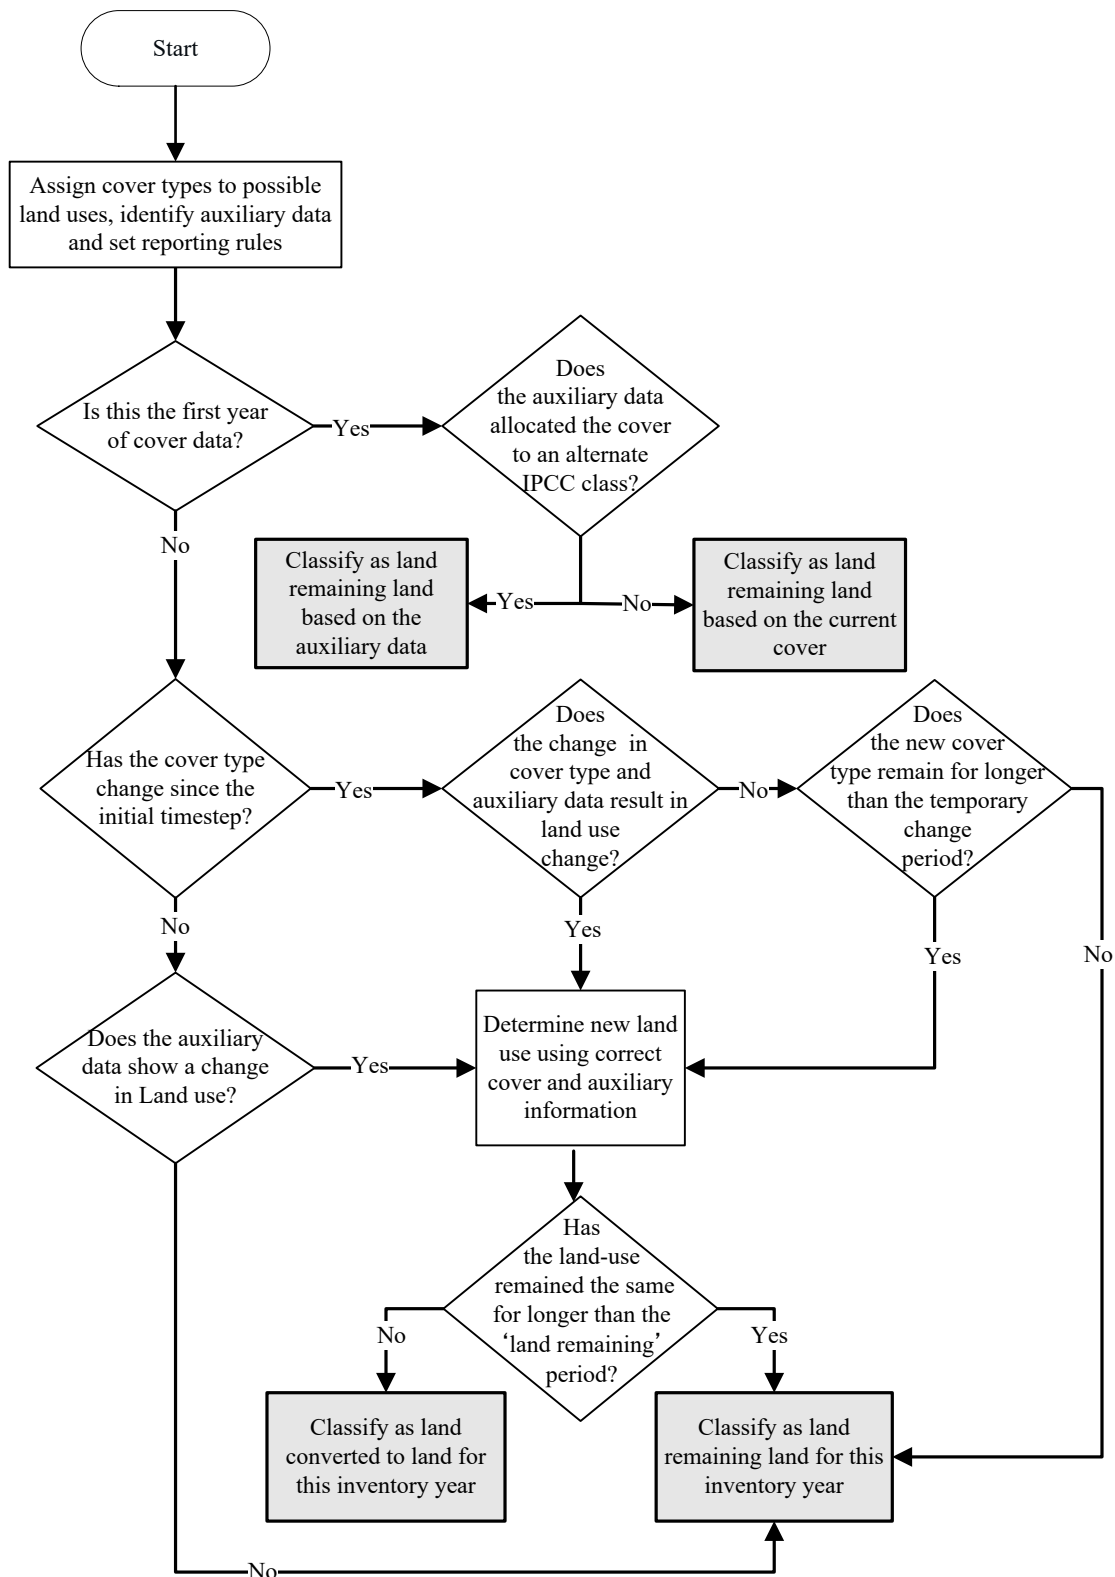 Start
Assign cover types to possible
land uses, identify auxiliary data
and set reporting rules
Is this the first year
of cover data?
Yes
Does
the auxiliary data
allocated the cover
to an alternate
IPCC class?
No
Classify as land
remaining land
based on the
auxiliary data
Yes
No
Classify as land
remaining land
based on the current
cover
Has the cover type
change since the
initial timestep?
Yes
Does
the change in
cover type and
auxiliary data result in
land use
change?
No
Does
the new cover
type remain for longer
than the temporary
change
period?
No
Yes
Yes
No
Does the auxiliary
data show a change
in Land use?
Yes
Determine new land
use using correct
cover and auxiliary
information
Has
the land-use
remained the same
for longer than the
‘land remaining’
period?
No
Yes
Classify as land
converted to land for
this inventory year
Classify as land
remaining land for this
inventory year
No